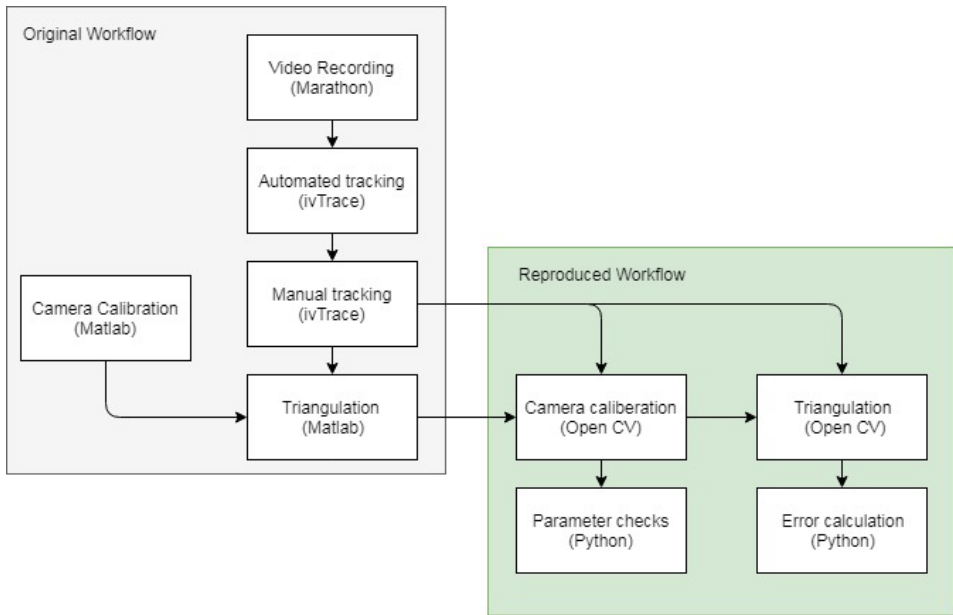 Original Workflow
Video Recording
(Marathon)
Automated tracking
(ivTrace)
Manual tracking
(ivTrace)
Camera Calibration
(Matlab)
Triangulation
(Matlab)
Reproduced Workflow
Camera caliberation
(Open CV)
Triangulation
(Open CV)
Parameter checks
(Python)
Error calculation
(Python)